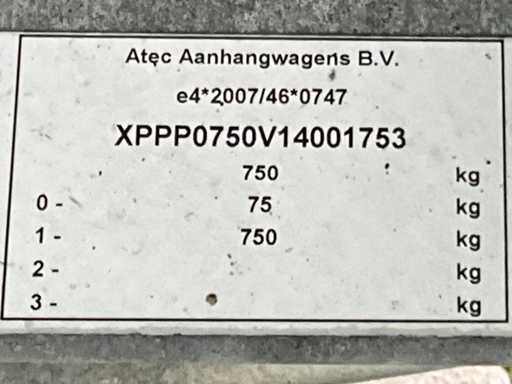 Atec Aanhangwagens B.V.
e4*2007/46*0747
XPPP0750V14001753
750 kg
0 - 75 kg
1 - 750 kg
2 - kg
3 - kg